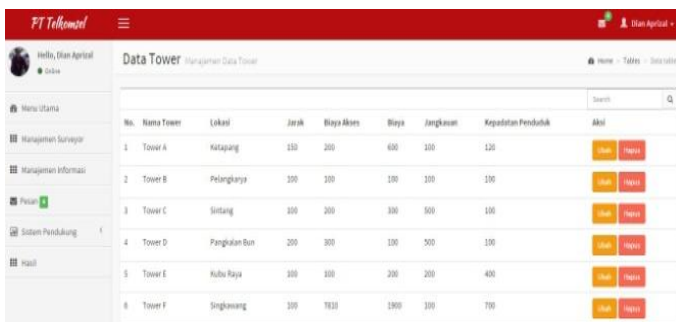 PT Telkomsel
Dian Aprizal
Hello, Dian Aprizal
Online
Data Tower Manajemen Data Tower
Home > Tables > Data tables
Search
Menu Utama
Manajemen Surveyor
Manajemen Informasi
Pesan
Sistem Pendukung
Hasil
No. Nama Tower Lokasi Jarak Biaya Akses Biaya Jangkauan Kepadatan Penduduk Aksi
1 Tower A Ketapang 150 200 600 100 120 Ubah Hapus
2 Tower B Pelangkarya 100 100 100 100 100 Ubah Hapus
3 Tower C Sintang 100 200 300 500 100 Ubah Hapus
4 Tower D Pangkalan Bun 200 300 100 500 100 Ubah Hapus
5 Tower E Kubu Raya 100 100 200 200 400 Ubah Hapus
6 Tower F Singkawang 100 7810 1900 100 700 Ubah Hapus